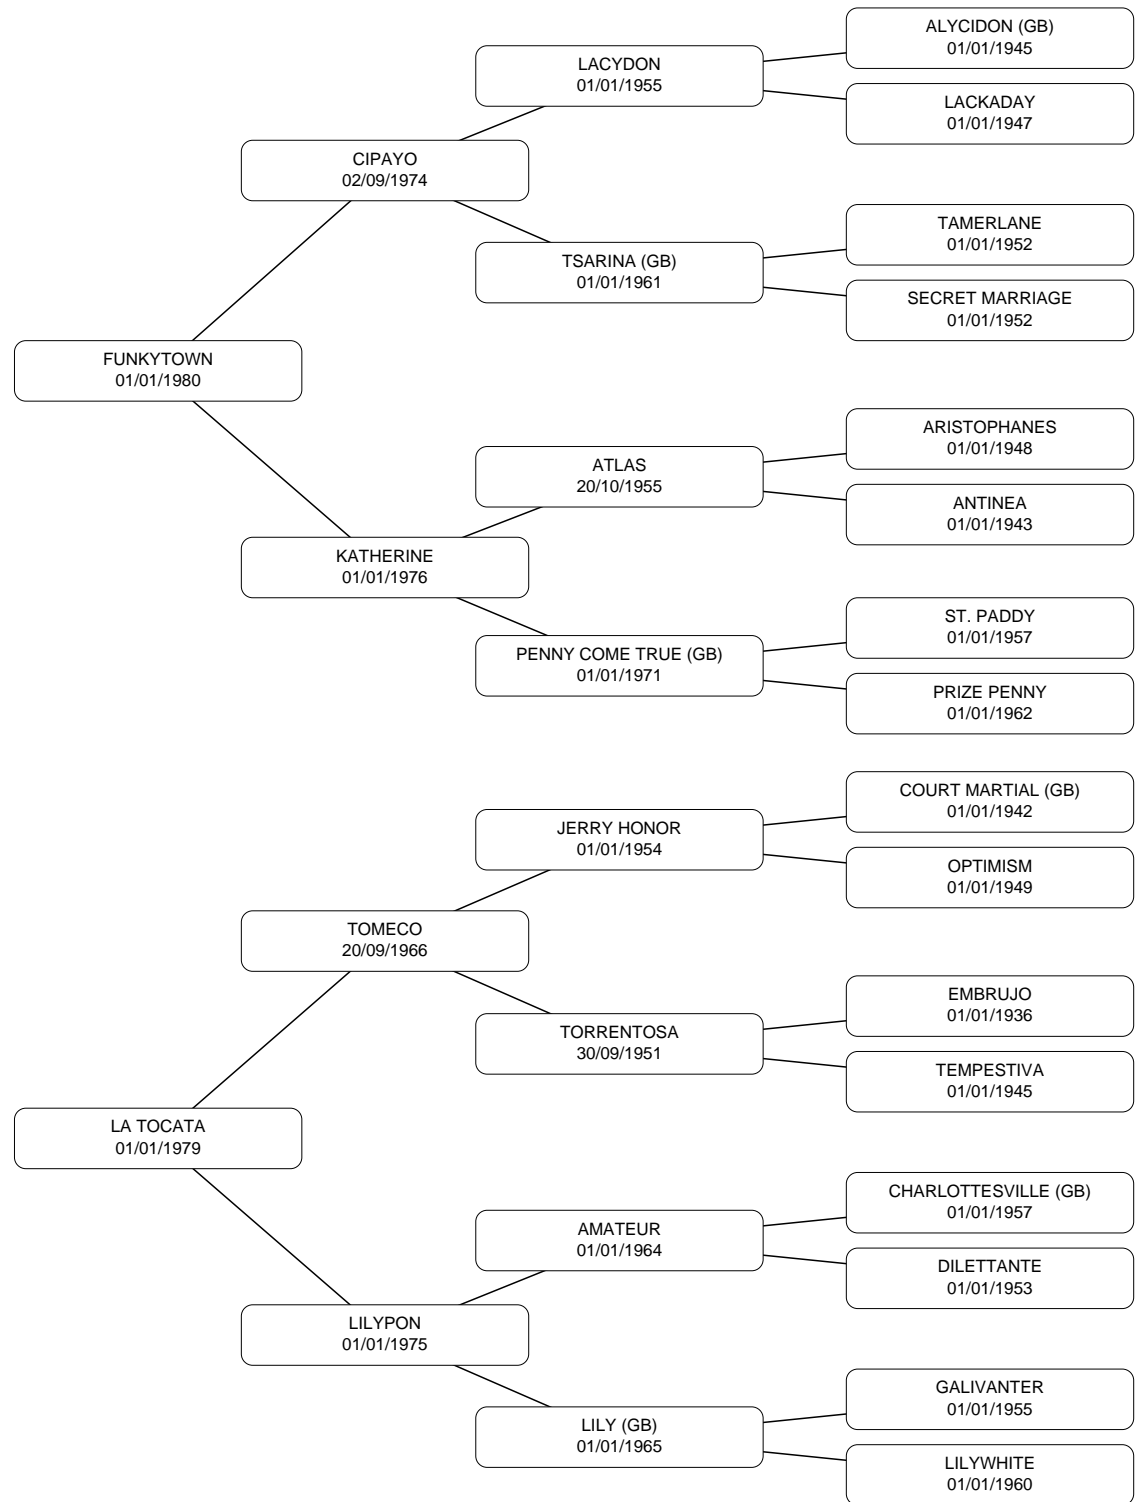 ALYCIDON (GB)
01/01/1945
LACYDON
01/01/1955
LACKADAY
01/01/1947
CIPAYO
02/09/1974
TAMERLANE
01/01/1952
TSARINA (GB)
01/01/1961
SECRET MARRIAGE
01/01/1952
FUNKYTOWN
01/01/1980
ARISTOPHANES
01/01/1948
ATLAS
20/10/1955
ANTINEA
01/01/1943
KATHERINE
01/01/1976
ST. PADDY
01/01/1957
PENNY COME TRUE (GB)
01/01/1971
PRIZE PENNY
01/01/1962
COURT MARTIAL (GB)
01/01/1942
JERRY HONOR
01/01/1954
OPTIMISM
01/01/1949
TOMECO
20/09/1966
EMBRUJO
01/01/1936
TORRENTOSA
30/09/1951
TEMPESTIVA
01/01/1945
LA TOCATA
01/01/1979
CHARLOTTESVILLE (GB)
01/01/1957
AMATEUR
01/01/1964
DILETTANTE
01/01/1953
LILYPON
01/01/1975
GALIVANTER
01/01/1955
LILY (GB)
01/01/1965
LILYWHITE
01/01/1960